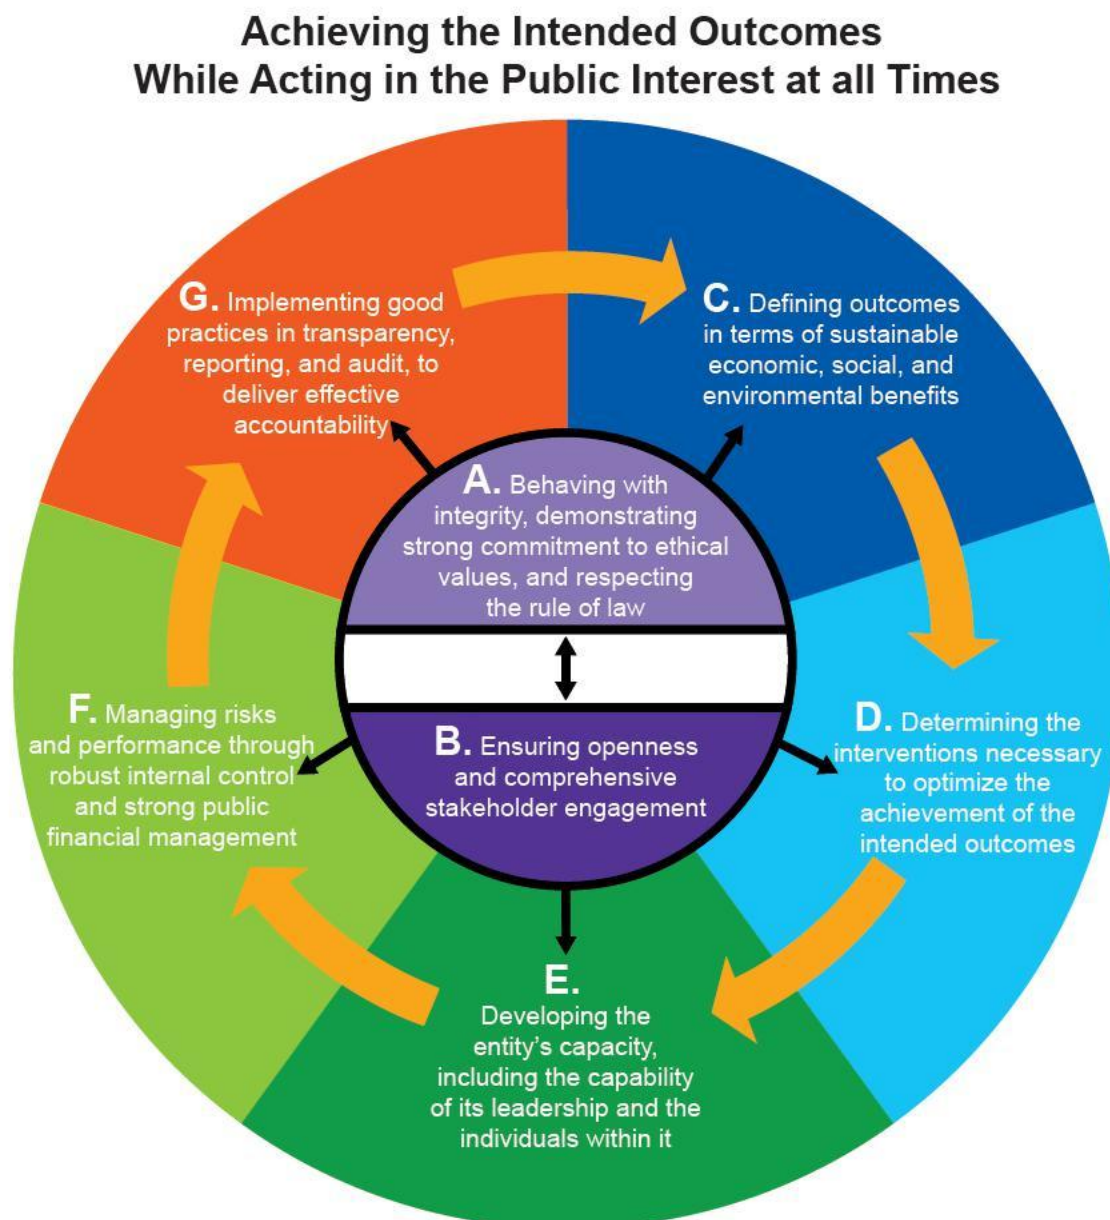 Achieving the Intended Outcomes
While Acting in the Public Interest at all Times
G. Implementing good
practices in transparency,
reporting, and audit, to
deliver effective
accountability
C. Defining outcomes
in terms of sustainable
economic, social, and
environmental benefits
A. Behaving with
integrity, demonstrating
strong commitment to ethical
values, and respecting
the rule of law
F. Managing risks
and performance through
robust internal control
and strong public
financial management
B. Ensuring openness
and comprehensive
stakeholder engagement
D. Determining the
interventions necessary
to optimize the
achievement of the
intended outcomes
E.
Developing the
entity’s capacity,
including the capability
of its leadership and the
individuals within it